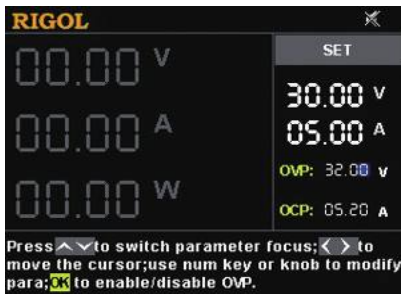 RIGOL
SET
00.00 V
30.00 V
00.00 A
05.00 A
OVP: 32.00 V
00.00 W
OCP: 05.20 A
Press to switch parameter focus; to
move the cursor;use num key or knob to modify
para;OK to enable/disable OVP.